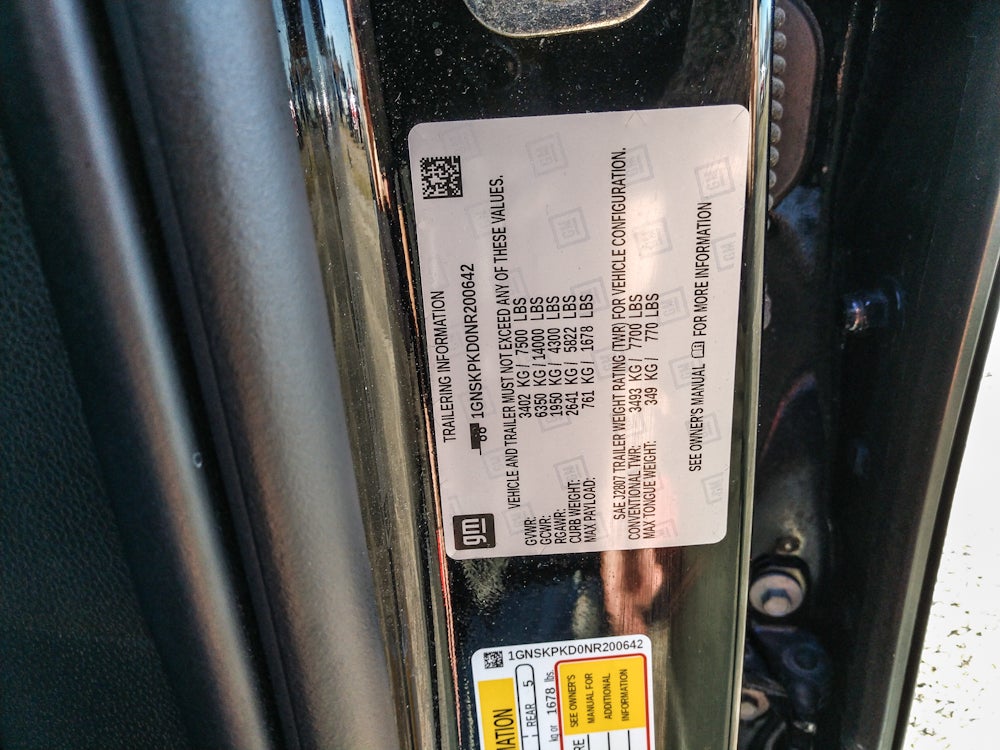 TRAILERING INFORMATION
1GNSKPKD0NR200642
VEHICLE AND TRAILER MUST NOT EXCEED ANY OF THESE VALUES.
GVWR: 3402 KG / 7500 LBS
GCWR: 6350 KG / 14000 LBS
RGAWR: 1950 KG / 4300 LBS
CURB WEIGHT: 2641 KG / 5822 LBS
MAX PAYLOAD: 761 KG / 1678 LBS
SAE J2807 TRAILER WEIGHT RATING (TWR) FOR VEHICLE CONFIGURATION.
CONVENTIONAL TWR: 3493 KG / 7700 LBS
MAX TONGUE WEIGHT: 349 KG / 770 LBS
SEE OWNER'S MANUAL FOR MORE INFORMATION
gm
1GNSKPKD0NR200642
ATION
REAR 5
kg or 1678 lbs.
RE
SEE OWNER'S
MANUAL FOR
ADDITIONAL
INFORMATION